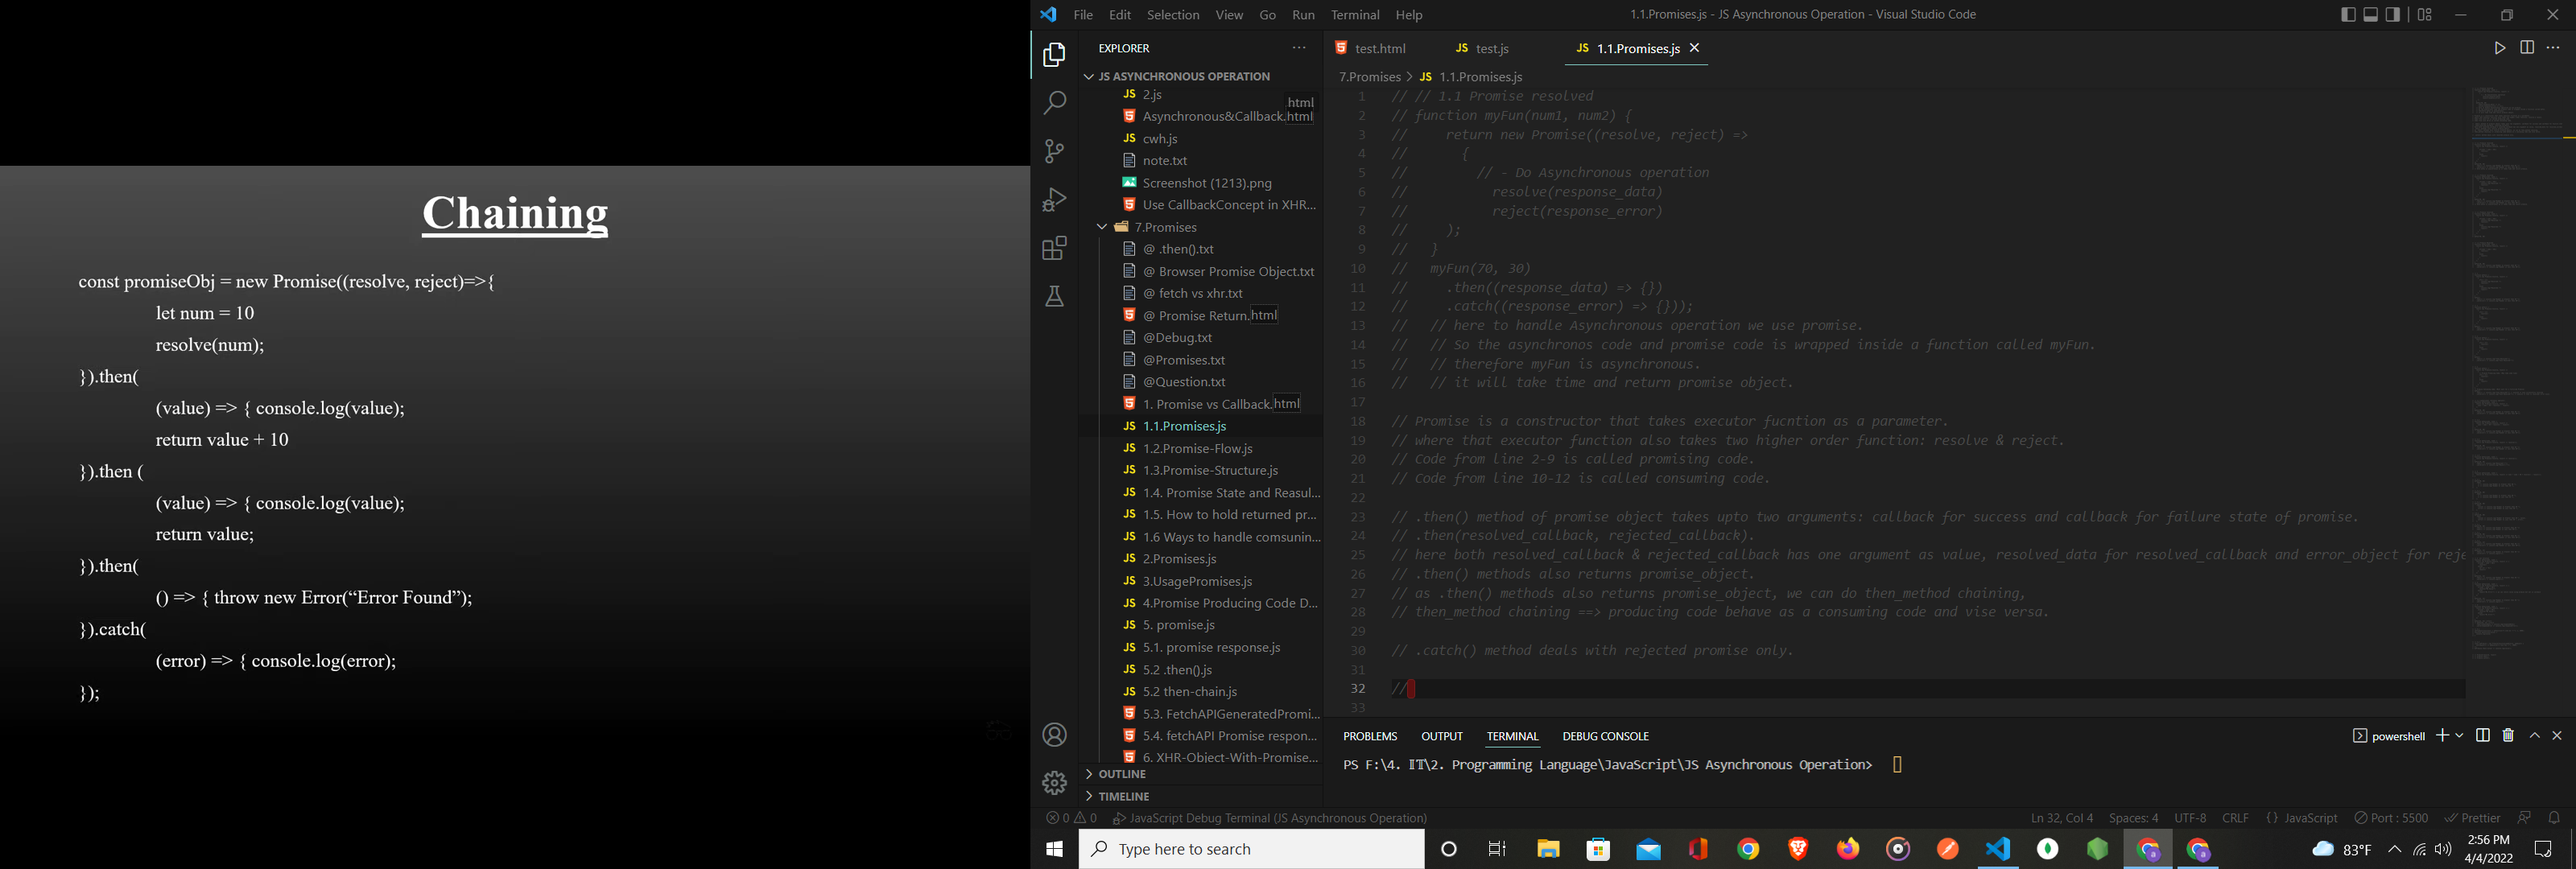 Chaining
const promiseObj = new Promise((resolve, reject)=>{
let num = 10
resolve(num);
}).then(
(value) => { console.log(value);
return value + 10
}).then (
(value) => { console.log(value);
return value;
}).then(
() => { throw new Error(“Error Found”);
}).catch(
(error) => { console.log(error);
});
File Edit Selection View Go Run Terminal Help
1.1.Promises.js - JS Asynchronous Operation - Visual Studio Code
EXPLORER ···
JS ASYNCHRONOUS OPERATION
JS 2.js
.html
Asynchronous&Callback.html
JS cwh.js
note.txt
Screenshot (1213).png
Use CallbackConcept in XHR...
7.Promises
@ .then().txt
@ Browser Promise Object.txt
@ fetch vs xhr.txt
@ Promise Return.html
@Debug.txt
@Promises.txt
@Question.txt
1. Promise vs Callback.html
JS 1.1.Promises.js
JS 1.2.Promise-Flow.js
JS 1.3.Promise-Structure.js
JS 1.4. Promise State and Reasul...
JS 1.5. How to hold returned pr...
JS 1.6 Ways to handle comsunin...
JS 2.Promises.js
JS 3.UsagePromises.js
JS 4.Promise Producing Code D...
JS 5. promise.js
JS 5.1. promise response.js
JS 5.2 .then().js
JS 5.2 then-chain.js
5.3. FetchAPIGeneratedPromi...
5.4. fetchAPI Promise respon...
6. XHR-Object-With-Promise...
OUTLINE
TIMELINE
test.html JS test.js JS 1.1.Promises.js
7.Promises > JS 1.1.Promises.js
1 // // 1.1 Promise resolved
2 // function myFun(num1, num2) {
3 // return new Promise((resolve, reject) =>
4 // {
5 // // - Do Asynchronous operation
6 // resolve(response_data)
7 // reject(response_error)
8 // );
9 // }
10 // myFun(70, 30)
11 // .then((response_data) => {})
12 // .catch((response_error) => {}));
13 // // here to handle Asynchronous operation we use promise.
14 // // So the asynchronos code and promise code is wrapped inside a function called myFun.
15 // // therefore myFun is asynchronous.
16 // // it will take time and return promise object.
17
18 // Promise is a constructor that takes executor fucntion as a parameter.
19 // where that executor function also takes two higher order function: resolve & reject.
20 // Code from line 2-9 is called promising code.
21 // Code from line 10-12 is called consuming code.
22
23 // .then() method of promise object takes upto two arguments: callback for success and callback for failure state of promise.
24 // .then(resolved_callback, rejected_callback).
25 // here both resolved_callback & rejected_callback has one argument as value, resolved_data for resolved_callback and error_object for reje
26 // .then() methods also returns promise_object.
27 // as .then() methods also returns promise_object, we can do then_method chaining,
28 // then_method chaining ==> producing code behave as a consuming code and vise versa.
29
30 // .catch() method deals with rejected promise only.
31
32 //
33
PROBLEMS OUTPUT TERMINAL DEBUG CONSOLE
powershell
PS F:\4. IT\2. Programming Language\JavaScript\JS Asynchronous Operation>
0 0 JavaScript Debug Terminal (JS Asynchronous Operation)
Ln 32, Col 4 Spaces: 4 UTF-8 CRLF {} JavaScript Port : 5500 Prettier
Type here to search
83°F
2:56 PM
4/4/2022